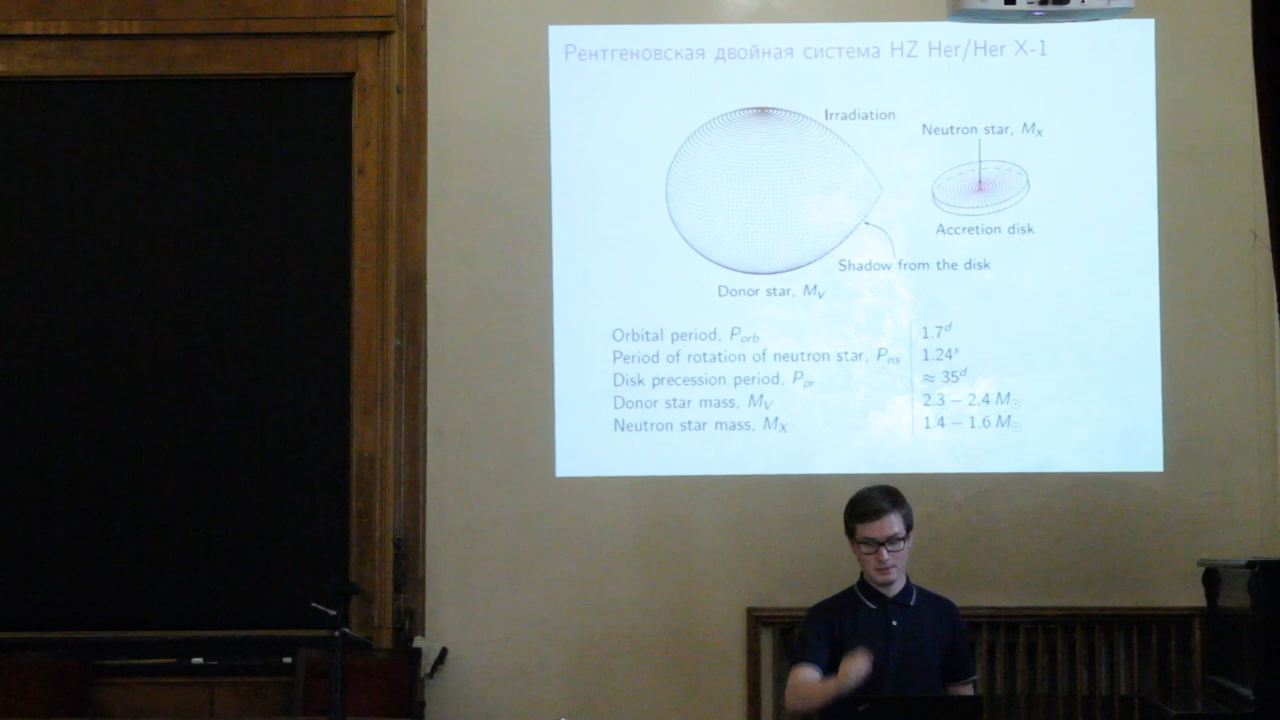 Рентгеновская двойная система HZ Her/Her X-1
Irradiation
Neutron star, M_X
Accretion disk
Shadow from the disk
Donor star, M_V
Orbital period, P_orb 1.7^d
Period of rotation of neutron star, P_ns 1.24^s
Disk precession period, P_pr ≈ 35^d
Donor star mass, M_V 2.3 – 2.4 M_⊙
Neutron star mass, M_X 1.4 – 1.6 M_⊙